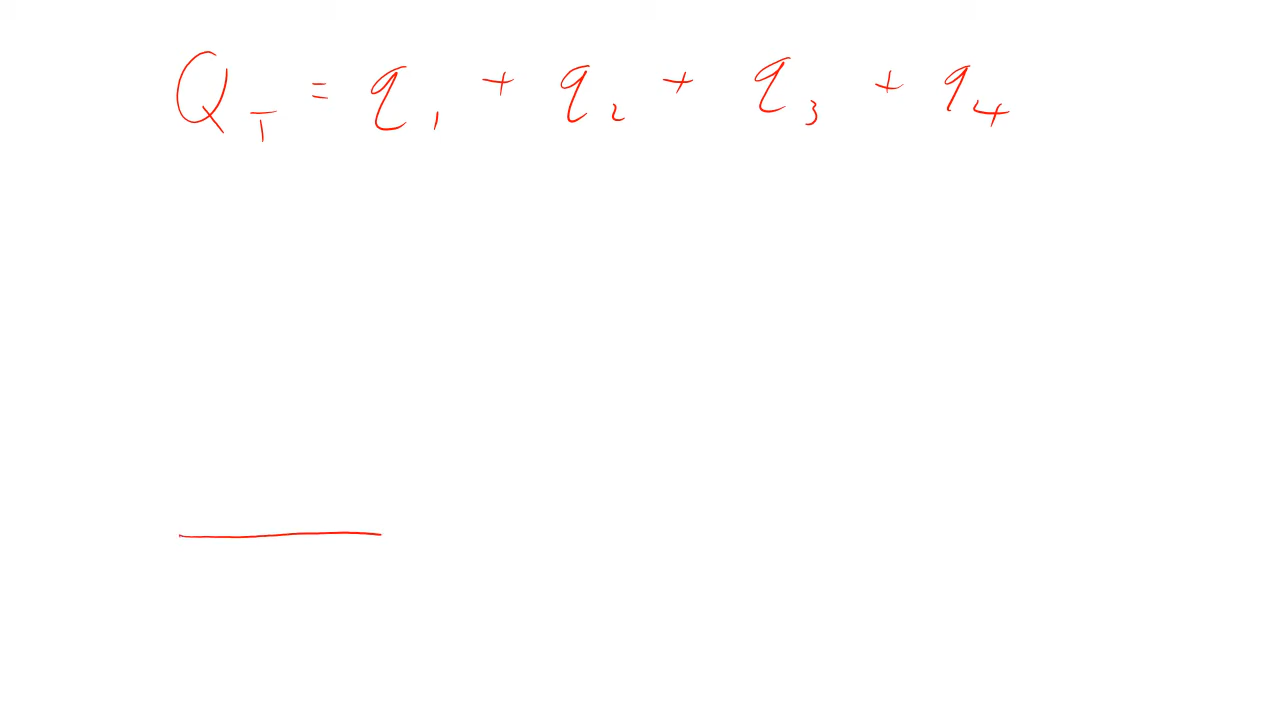 Q_T = q_1 + q_2 + q_3 + q_4